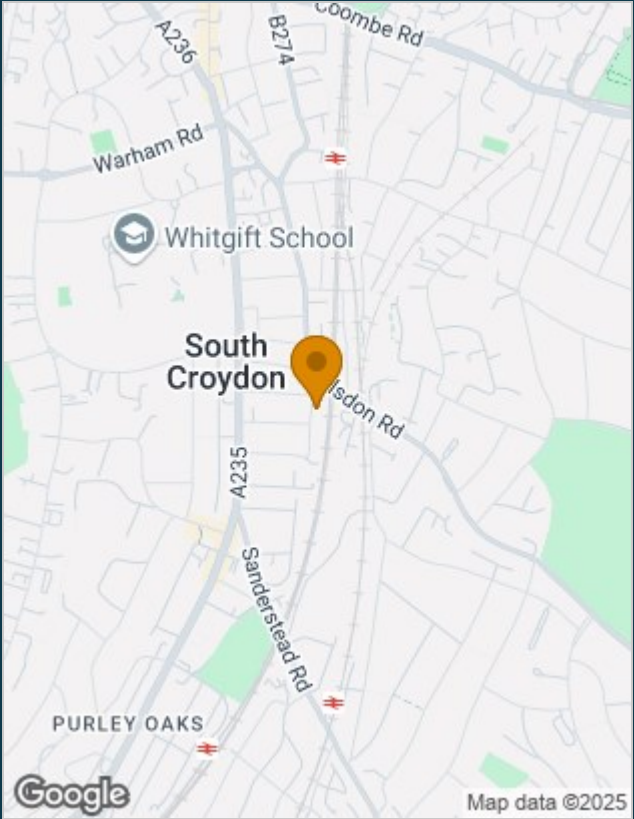 Coombe Rd
A236
B274
Warham Rd
Whitgift School
South
Croydon
lsdon Rd
A235
Sanderstead Rd
PURLEY OAKS
Google
Map data ©2025